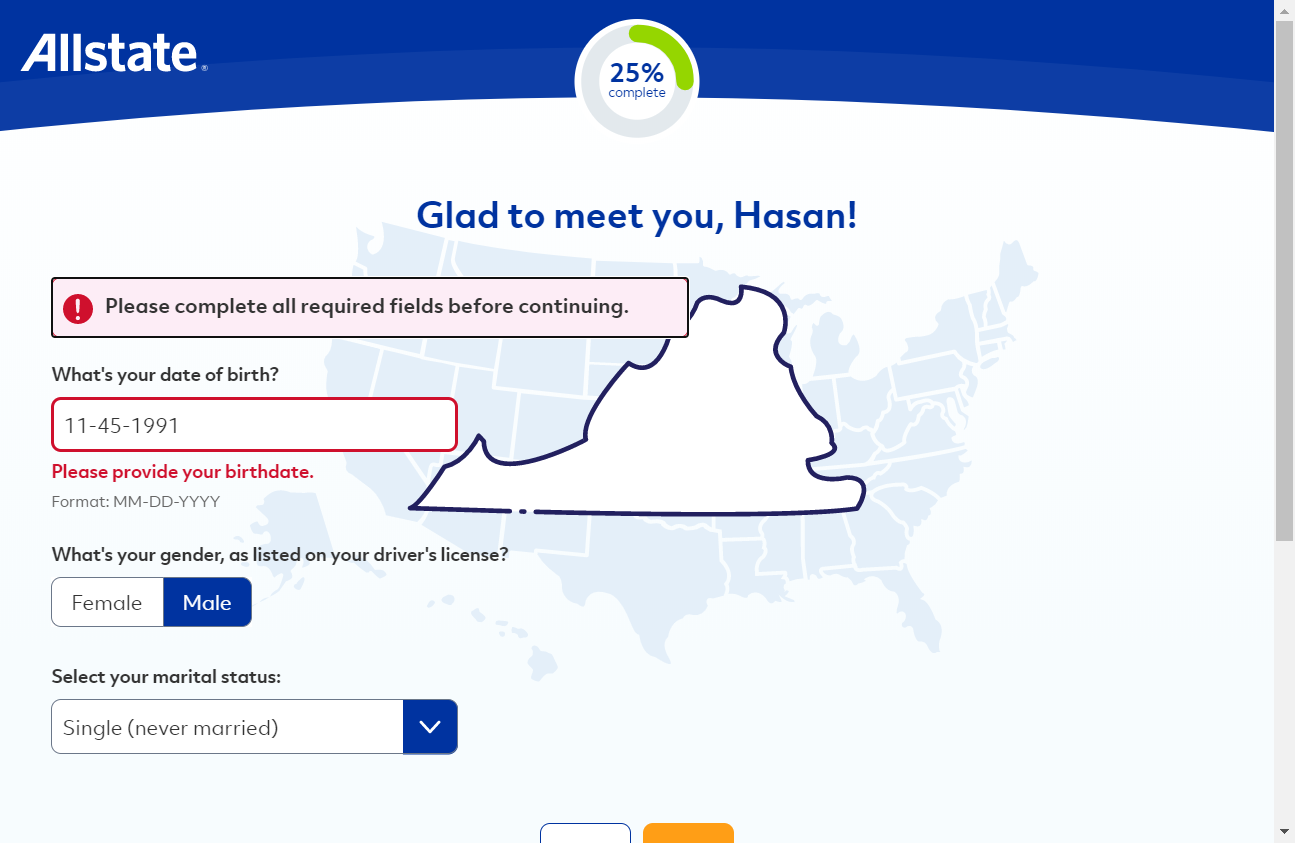 Allstate®
25%
complete
Glad to meet you, Hasan!
! Please complete all required fields before continuing.
What's your date of birth?
11-45-1991
Please provide your birthdate.
Format: MM-DD-YYYY
What's your gender, as listed on your driver's license?
Female Male
Select your marital status:
Single (never married)